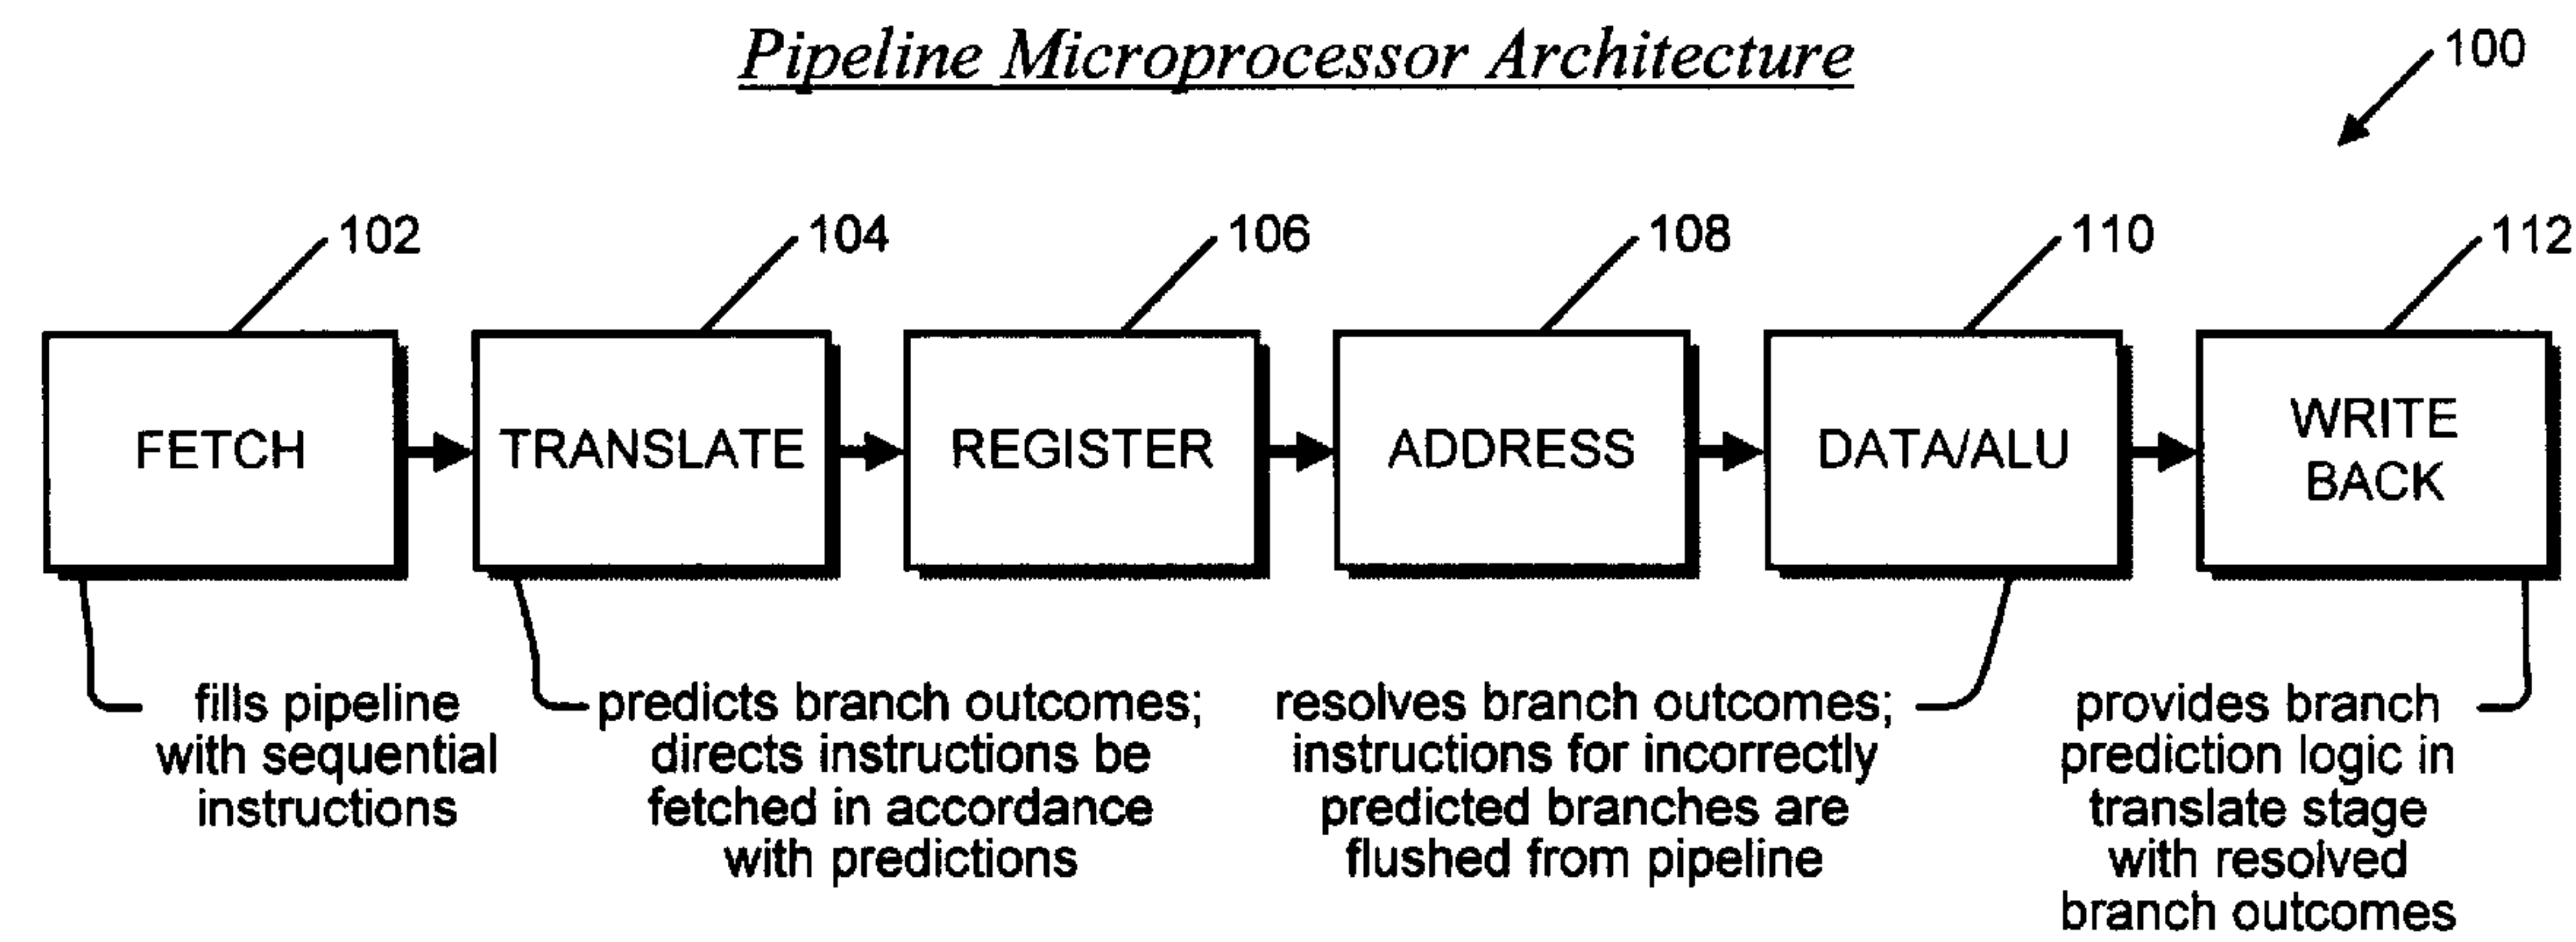 Pipeline Microprocessor Architecture
100
102
104
106
108
110
112
FETCH
TRANSLATE
REGISTER
ADDRESS
DATA/ALU
WRITE
BACK
fills pipeline
with sequential
instructions
predicts branch outcomes;
directs instructions be
fetched in accordance
with predictions
resolves branch outcomes;
instructions for incorrectly
predicted branches are
flushed from pipeline
provides branch
prediction logic in
translate stage
with resolved
branch outcomes